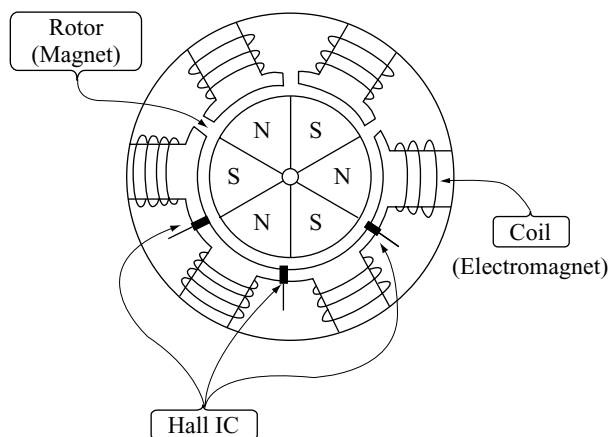 Rotor
(Magnet)
N S
S N
N S
Coil
(Electromagnet)
Hall IC